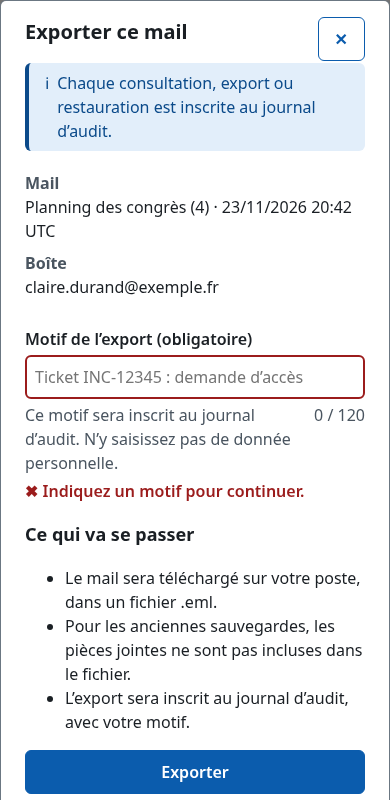 Exporter ce mail
×
i Chaque consultation, export ou
restauration est inscrite au journal
d’audit.
Mail
Planning des congrès (4) · 23/11/2026 20:42
UTC
Boîte
claire.durand@exemple.fr
Motif de l’export (obligatoire)
Ticket INC-12345 : demande d’accès
Ce motif sera inscrit au journal 0 / 120
d’audit. N’y saisissez pas de donnée
personnelle.
✖ Indiquez un motif pour continuer.
Ce qui va se passer
• Le mail sera téléchargé sur votre poste,
dans un fichier .eml.
• Pour les anciennes sauvegardes, les
pièces jointes ne sont pas incluses dans
le fichier.
• L’export sera inscrit au journal d’audit,
avec votre motif.
Exporter